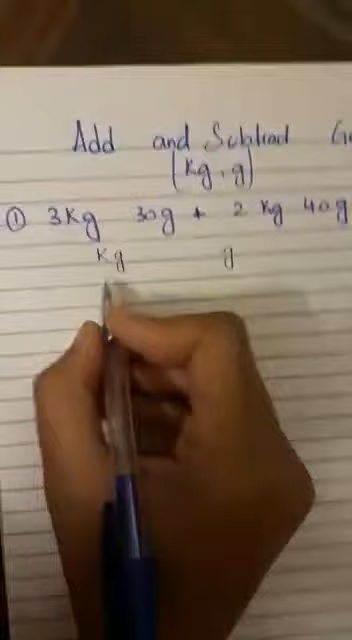 Add and Subtract
(Kg, g)
① 3Kg 30g + 2 Kg 40g
Kg g